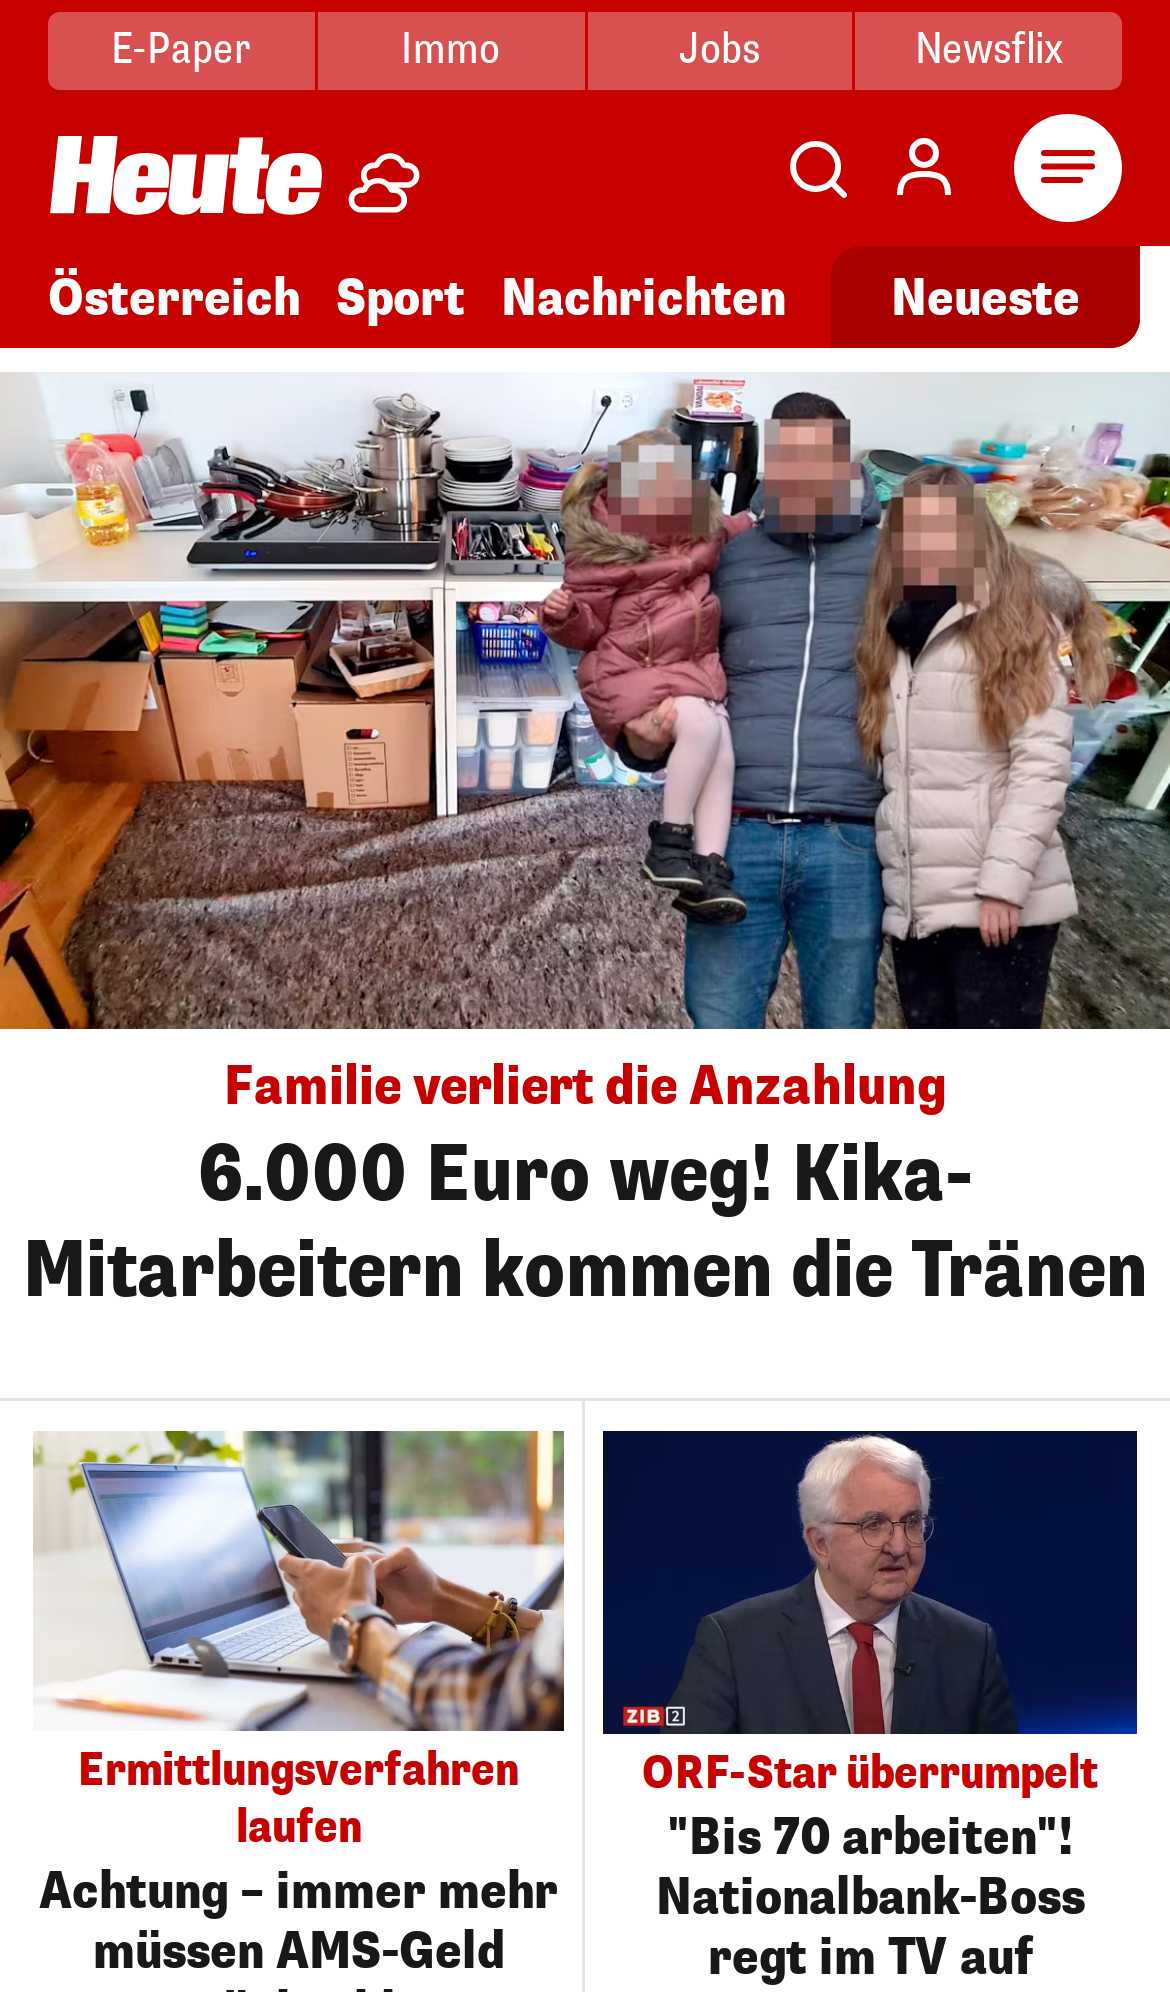 E-Paper Immo Jobs Newsflix
Heute
Österreich Sport Nachrichten Neueste
Familie verliert die Anzahlung
6.000 Euro weg! Kika-
Mitarbeitern kommen die Tränen
Ermittlungsverfahren
laufen
Achtung – immer mehr
müssen AMS-Geld
ZIB 2
ORF-Star überrumpelt
"Bis 70 arbeiten"!
Nationalbank-Boss
regt im TV auf